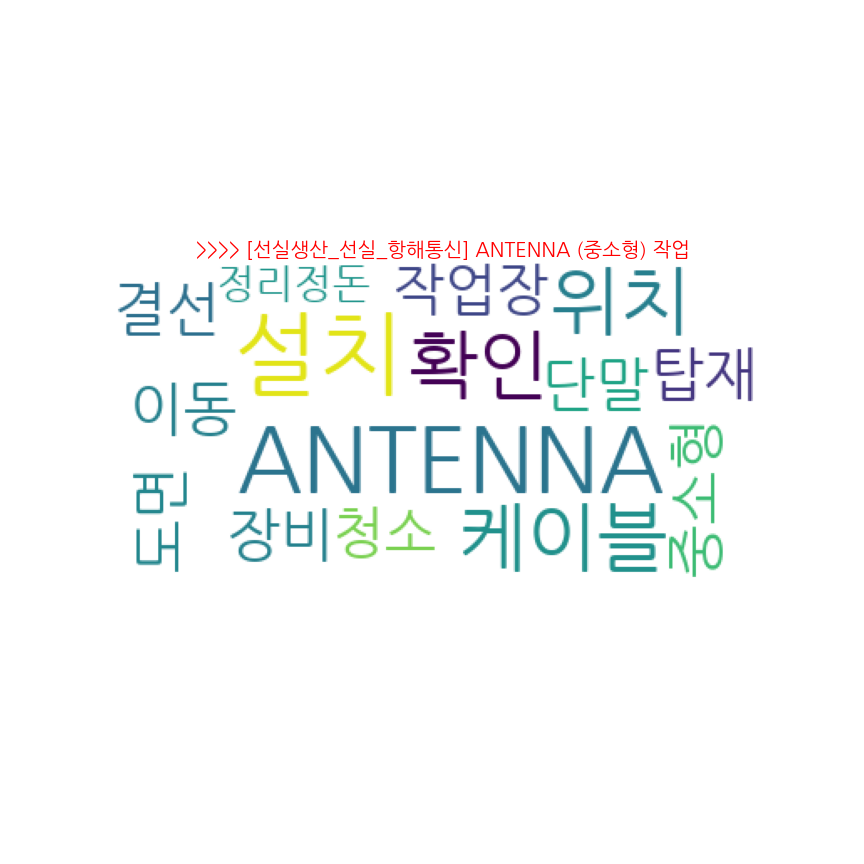 >>>> [선실생산_선실_항해통신] ANTENNA (중소형) 작업
결선 정리정돈 작업장 위치
설치 확인 단말 탑재
이동
ANTENNA 중소형
도면 장비 청소 케이블